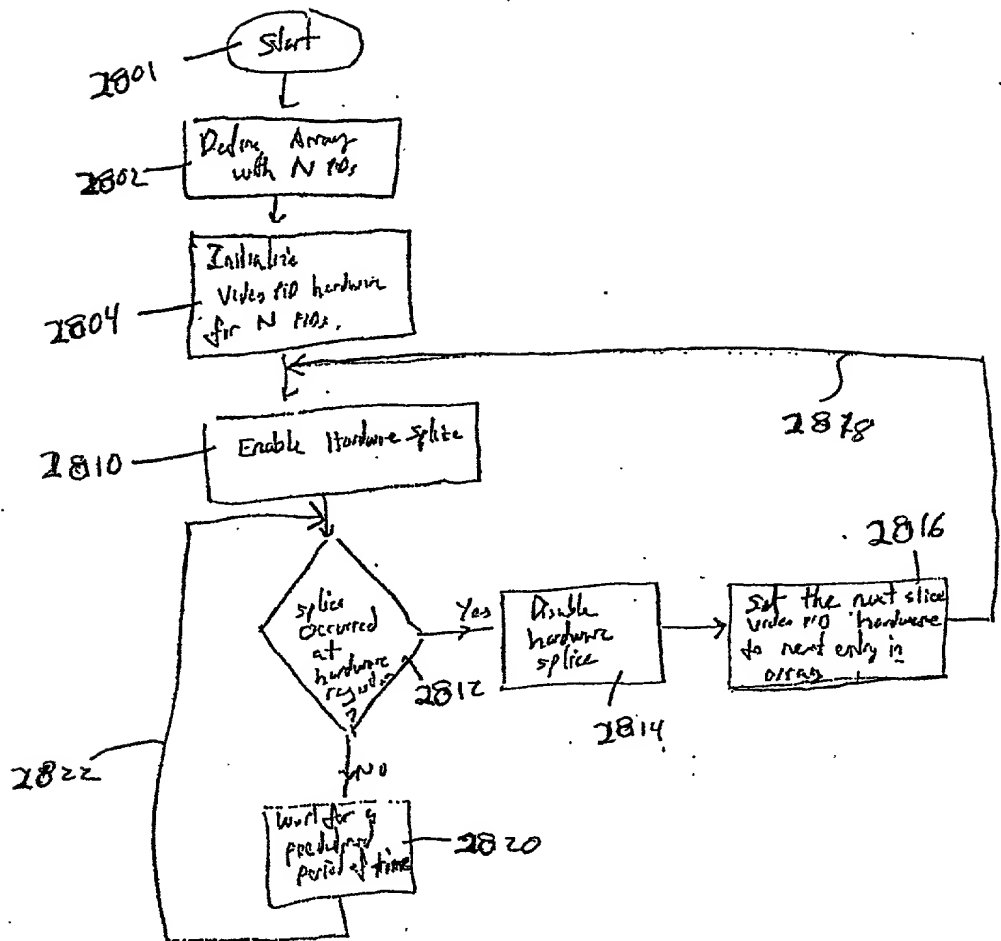 Start
2801
Define Array
with N PIDs
2802
Initialize
Video PID hardware
for N PIDs.
2804
2818
Enable Hardware splice
2810
2816
splice
occurred
at
hardware
register
?
Yes
Disable
hardware
splice
Set the next slice
video PID hardware
to next entry in
array
2812
2814
2822
No
wait for a
period of time
2820